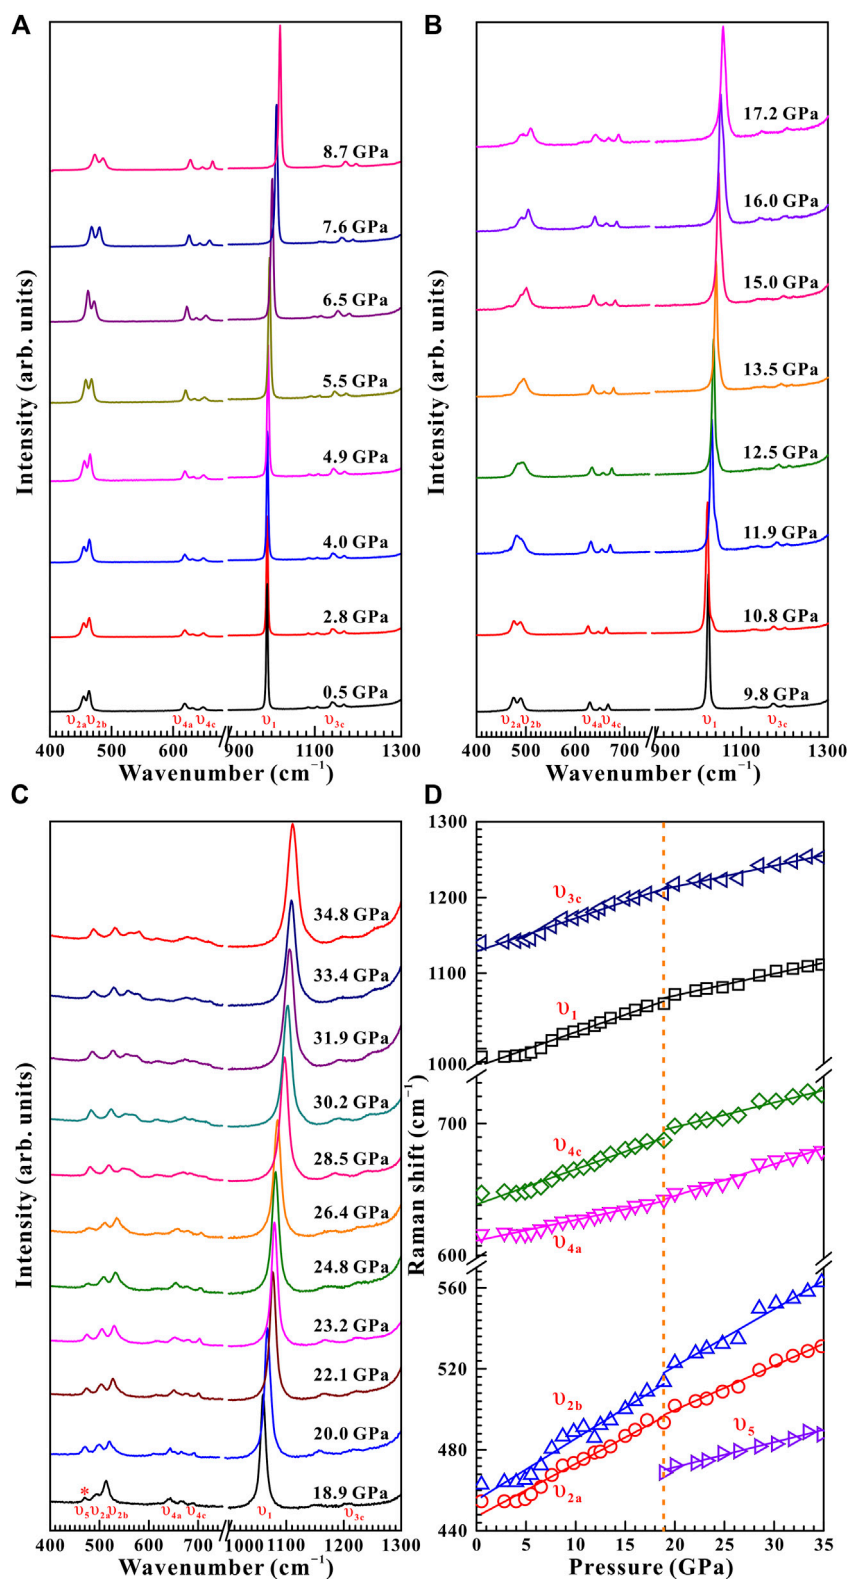 A
Intensity (arb. units)
8.7 GPa
7.6 GPa
6.5 GPa
5.5 GPa
4.9 GPa
4.0 GPa
2.8 GPa
0.5 GPa
υ2a υ2b υ4a υ4c υ1 υ3c
400 500 600 900 1100 1300
Wavenumber (cm⁻¹)
B
Intensity (arb. units)
17.2 GPa
16.0 GPa
15.0 GPa
13.5 GPa
12.5 GPa
11.9 GPa
10.8 GPa
9.8 GPa
υ2a υ2b υ4a υ4c υ1 υ3c
400 500 600 700 900 1100 1300
Wavenumber (cm⁻¹)
C
Intensity (arb. units)
34.8 GPa
33.4 GPa
31.9 GPa
30.2 GPa
28.5 GPa
26.4 GPa
24.8 GPa
23.2 GPa
22.1 GPa
20.0 GPa
18.9 GPa
*
υ5 υ2a υ2b υ4a υ4c υ1 υ3c
400 500 600 700 1000 1100 1200 1300
Wavenumber (cm⁻¹)
D
Raman shift (cm⁻¹)
1300
1200
1100
1000
700
600
560
520
480
440
υ3c
υ1
υ4c
υ4a
υ2b
υ5
υ2a
0 5 10 15 20 25 30 35
Pressure (GPa)